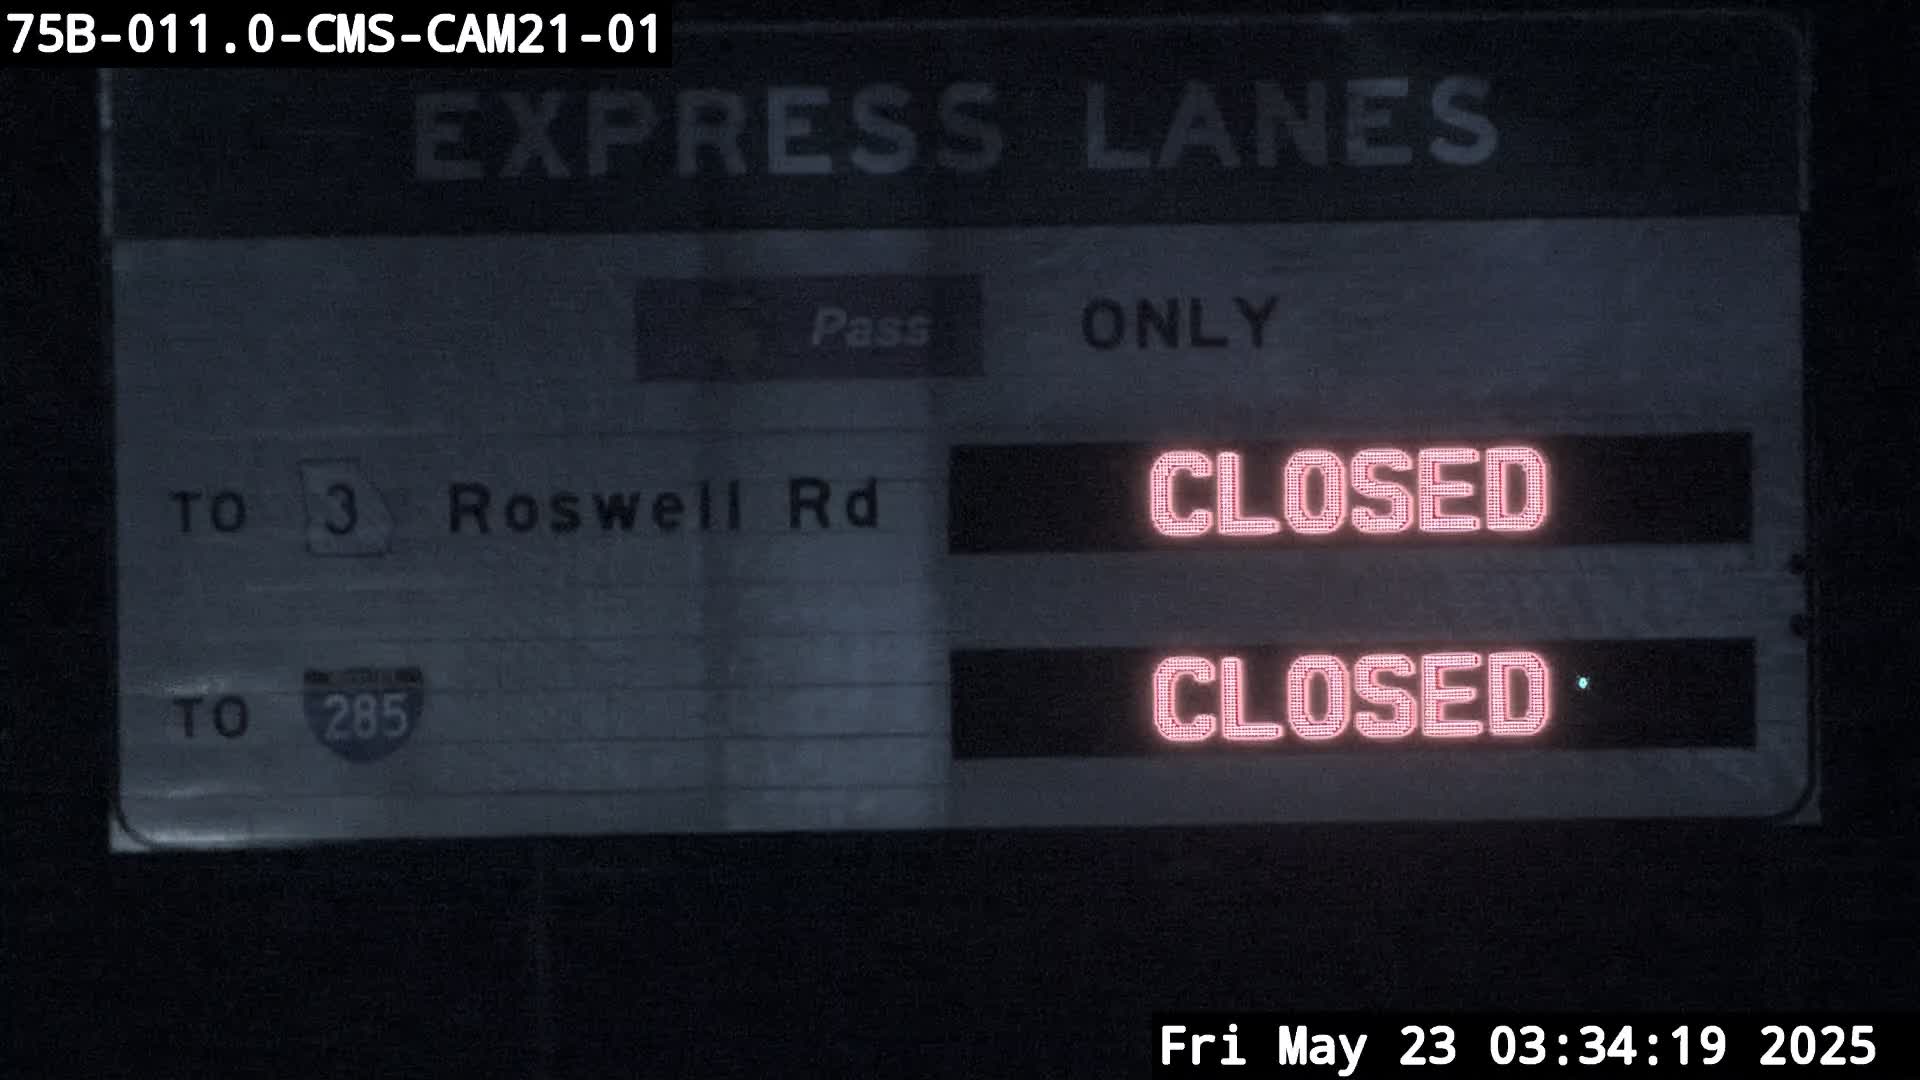 75B-011.0-CMS-CAM21-01
EXPRESS LANES
Pass ONLY
TO 3 Roswell Rd CLOSED
TO 285 CLOSED
Fri May 23 03:34:19 2025